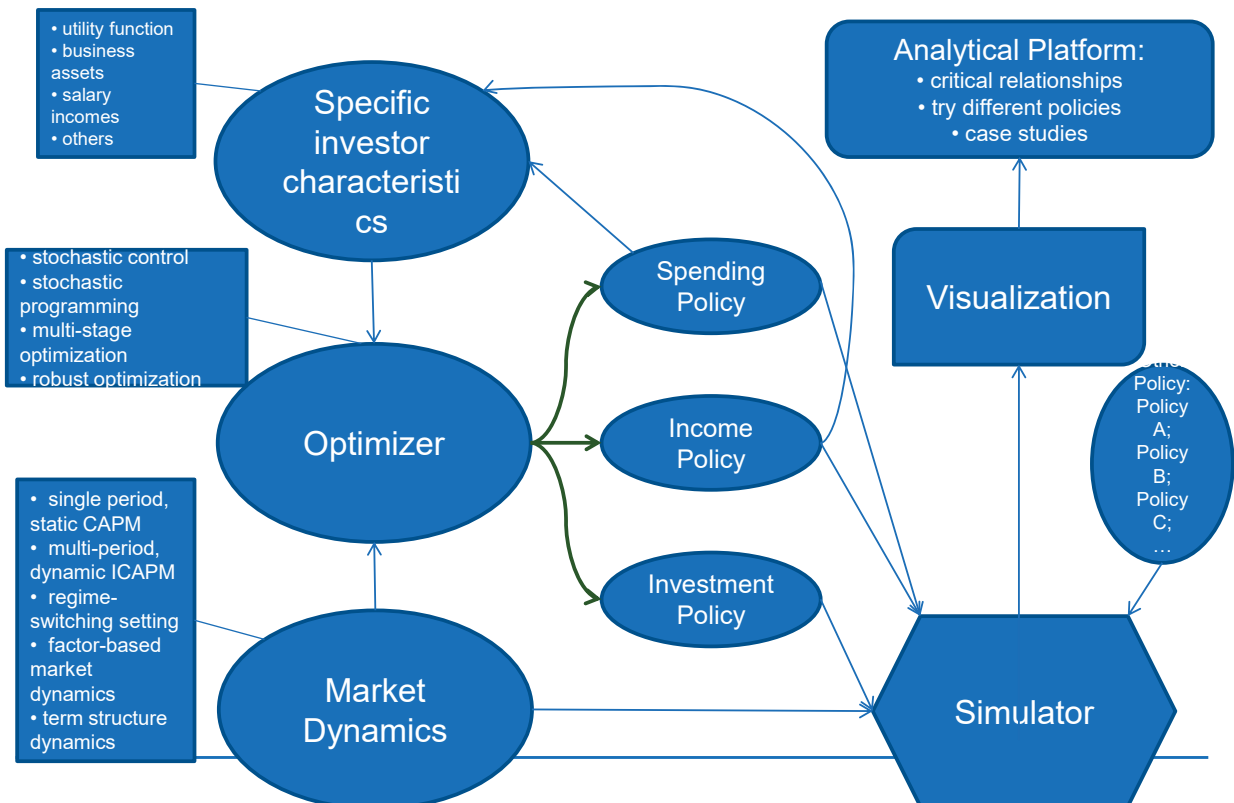 • utility function
• business
assets
• salary
incomes
• others
Specific
investor
characteristi
cs
Analytical Platform:
• critical relationships
• try different policies
• case studies
• stochastic control
• stochastic
programming
• multi-stage
optimization
• robust optimization
Spending
Policy
Visualization
Policy:
Policy
A;
Policy
B;
Policy
C;
…
Optimizer
Income
Policy
• single period,
static CAPM
• multi-period,
dynamic ICAPM
• regime-
switching setting
• factor-based
market
dynamics
• term structure
dynamics
Investment
Policy
Market
Dynamics
Simulator